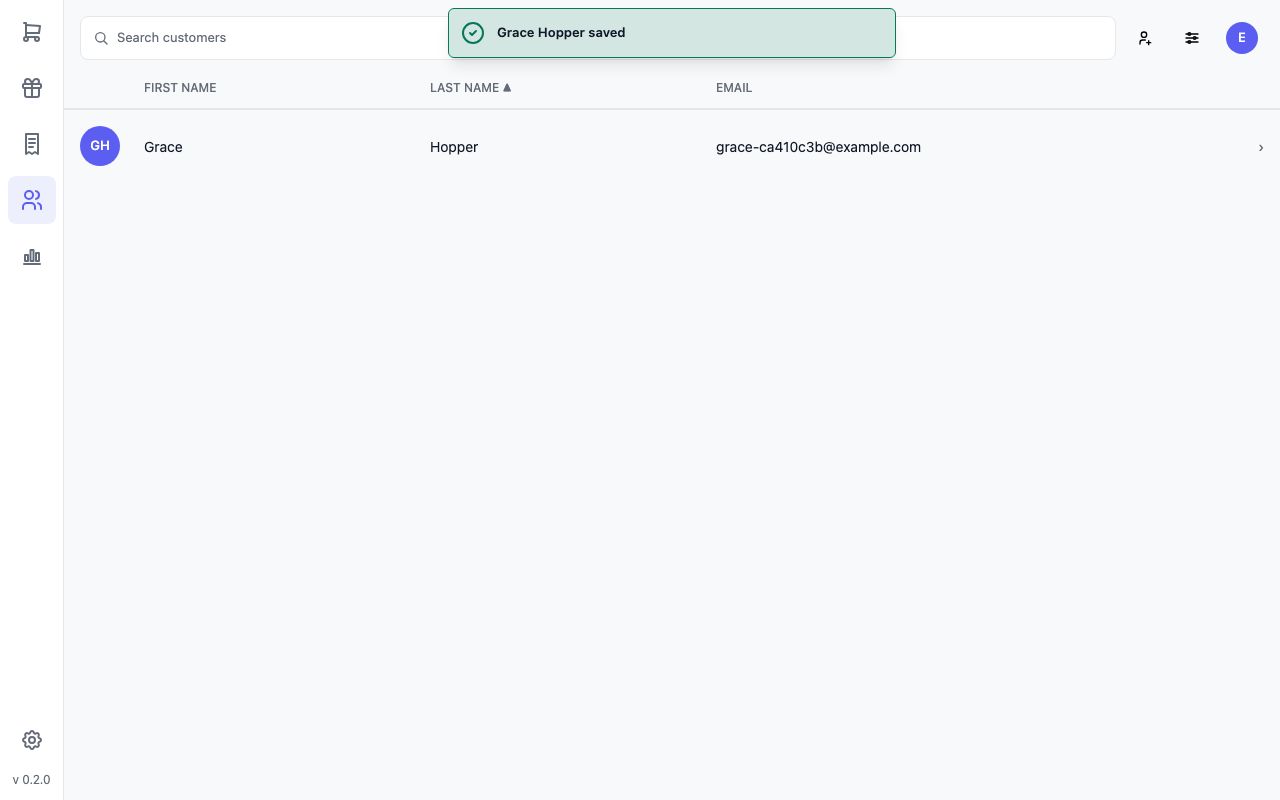 Grace Hopper saved
Search customers
E
FIRST NAME
LAST NAME
EMAIL
GH
Grace
Hopper
grace-ca410c3b@example.com
v 0.2.0